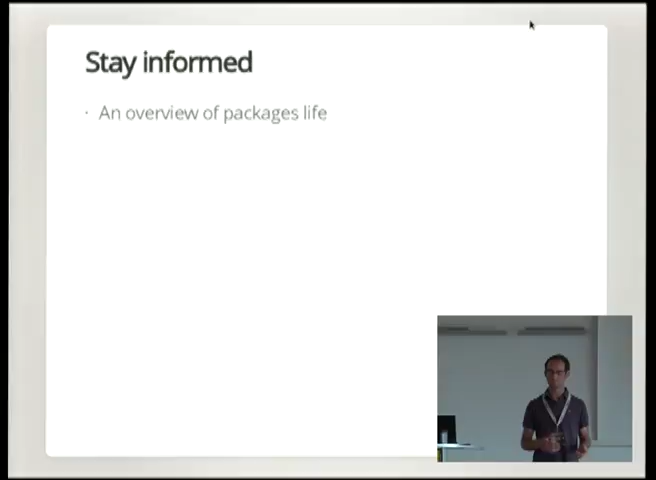 Stay informed
· An overview of packages life